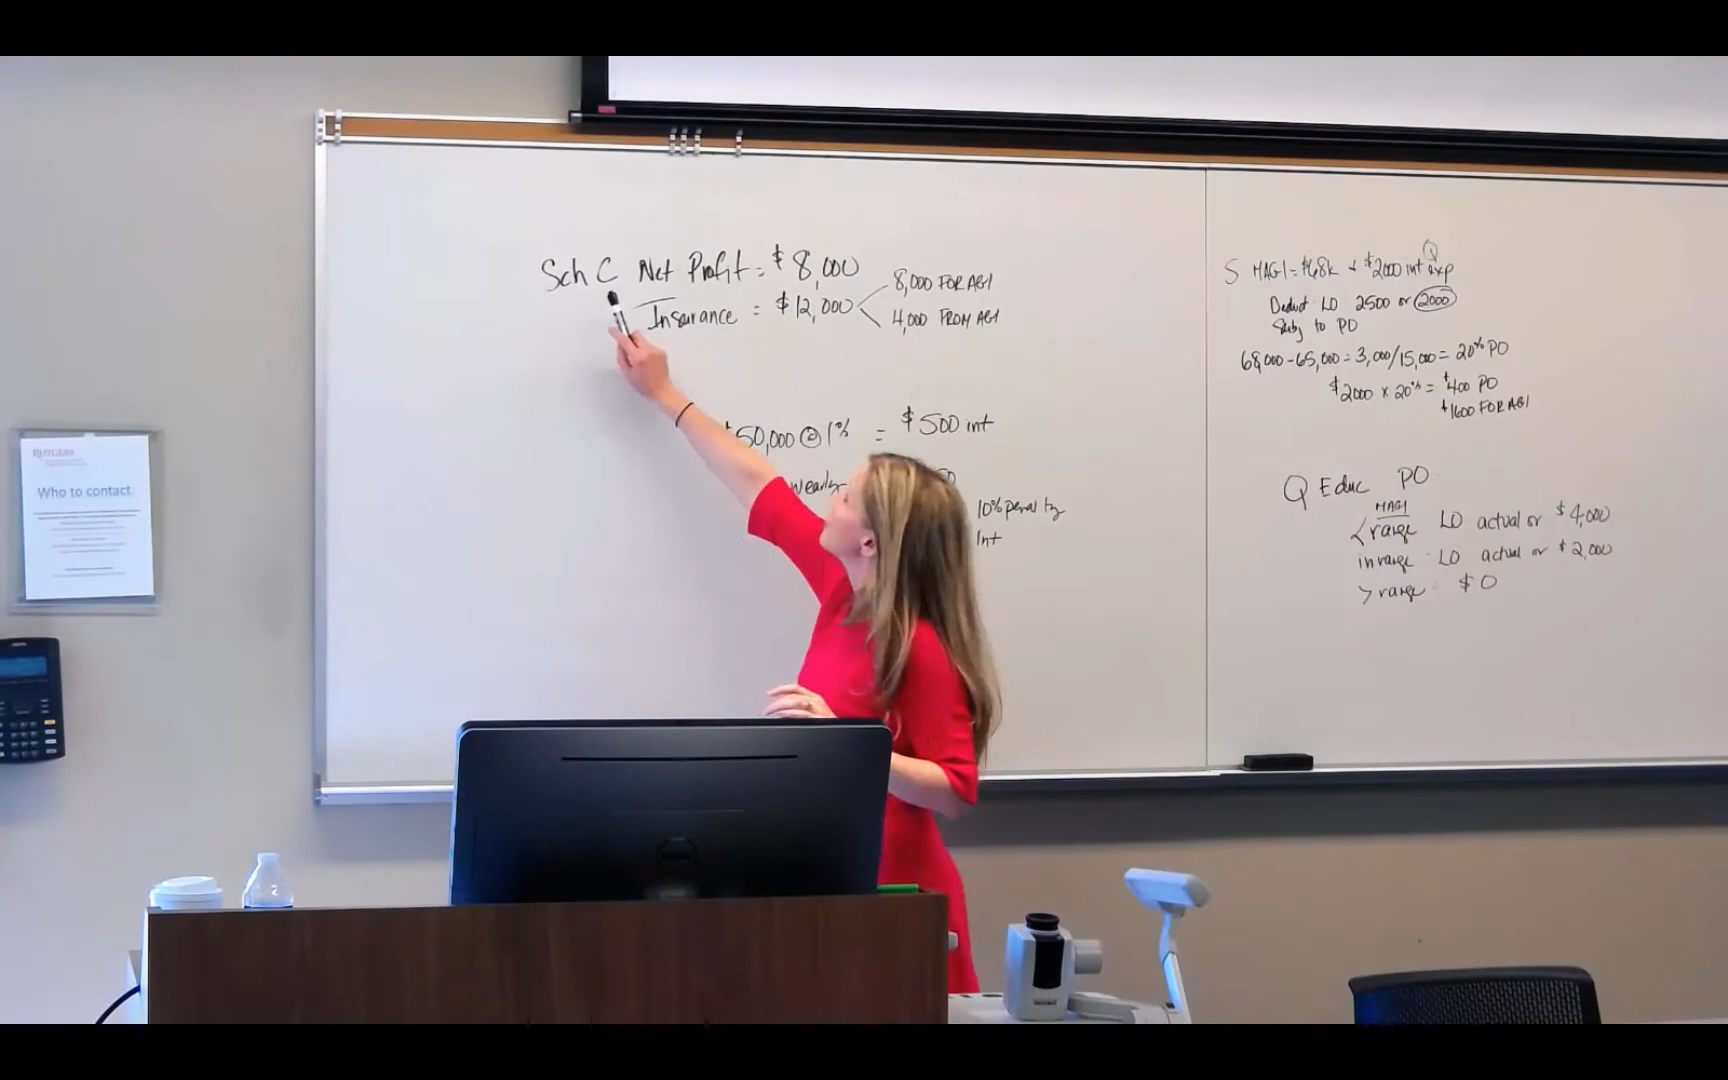 Sch C Net Profit = $8,000
Insurance = $12,000
8,000 FOR AGI
4,000 FROM AGI
$50,000 @ 1% = $500 int
w early
10% penalty
Int
S MAGI = $68k + $2000 int exp
Q
Deduct LO 2500 or 2000
Subj to PO
68,000 - 65,000 = 3,000/15,000 = 20% PO
$2000 x 20% = $400 PO
$1600 FOR AGI
Q Educ PO
MAGI
< range LO actual or $4,000
in range LO actual or $2,000
> range $0
RUTGERS
Who to contact.